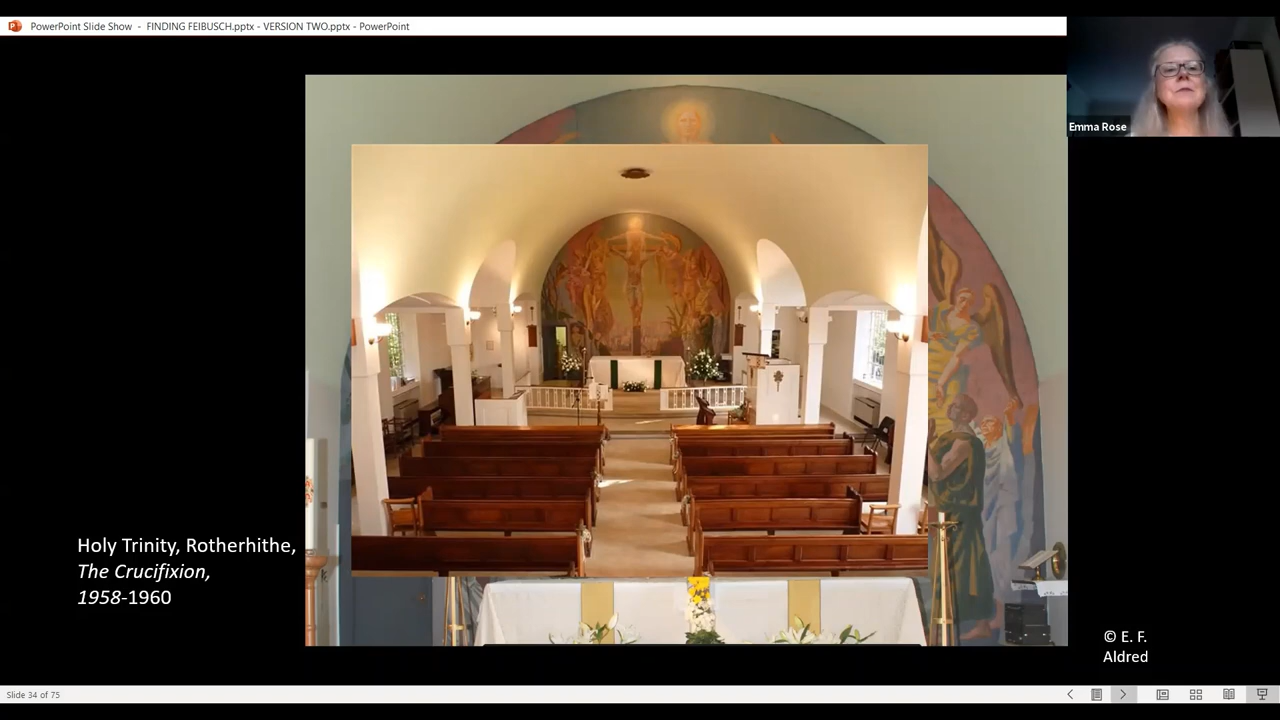 PowerPoint Slide Show - FINDING FEIBUSCH.pptx - VERSION TWO.pptx - PowerPoint
Emma Rose
Holy Trinity, Rotherhithe,
The Crucifixion,
1958-1960
© E. F.
Aldred
Slide 34 of 75